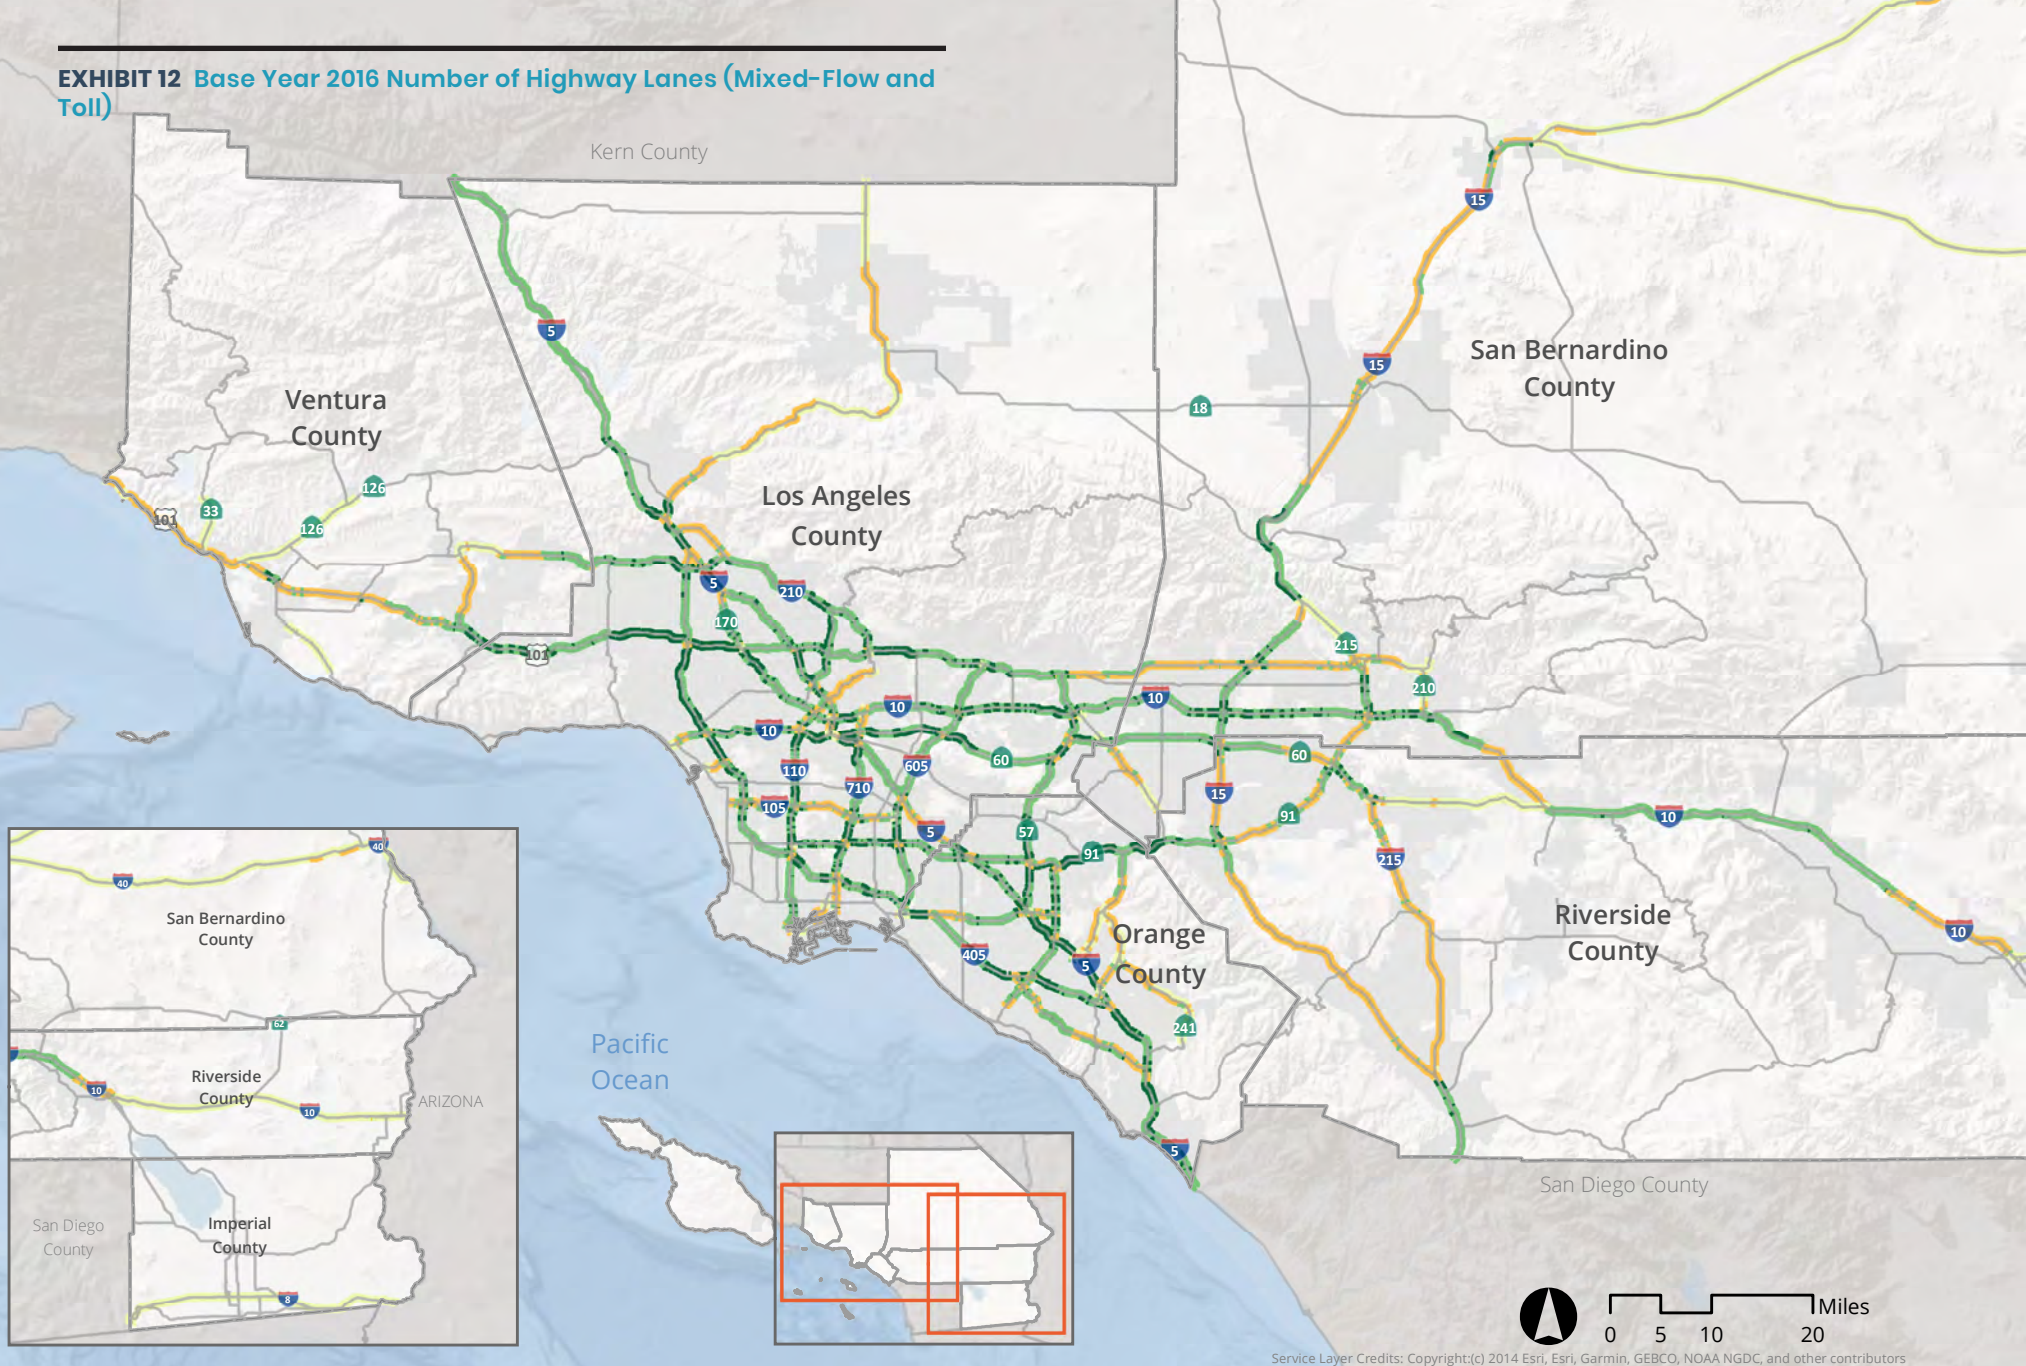 EXHIBIT 12 Base Year 2016 Number of Highway Lanes (Mixed-Flow and
Toll)
Kern County
15
5
15
San Bernardino
County
18
Ventura
County
126
33
101
126
Los Angeles
County
5
210
170
101
215
210
10
10
10
60
60
605
110
710
15
105
5
57
91
10
91
215
Orange
County
405
5
Riverside
County
10
241
Pacific
Ocean
5
San Diego County
40
40
San Bernardino
County
62
Riverside
County
10
10
ARIZONA
San Diego
County
Imperial
County
8
Miles
0 5 10 20
Service Layer Credits: Copyright:(c) 2014 Esri, Esri, Garmin, GEBCO, NOAA NGDC, and other contributors